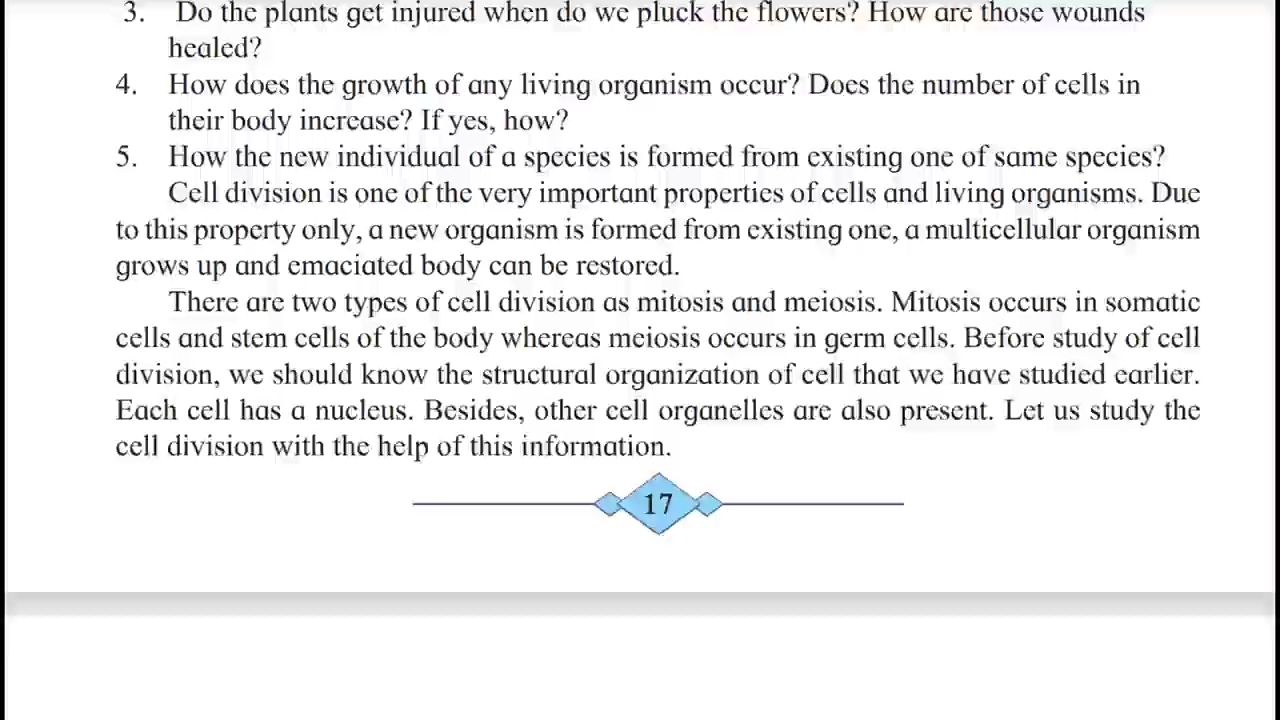 3. Do the plants get injured when do we pluck the flowers? How are those wounds
healed?
4. How does the growth of any living organism occur? Does the number of cells in
their body increase? If yes, how?
5. How the new individual of a species is formed from existing one of same species?
Cell division is one of the very important properties of cells and living organisms. Due
to this property only, a new organism is formed from existing one, a multicellular organism
grows up and emaciated body can be restored.
There are two types of cell division as mitosis and meiosis. Mitosis occurs in somatic
cells and stem cells of the body whereas meiosis occurs in germ cells. Before study of cell
division, we should know the structural organization of cell that we have studied earlier.
Each cell has a nucleus. Besides, other cell organelles are also present. Let us study the
cell division with the help of this information.
17